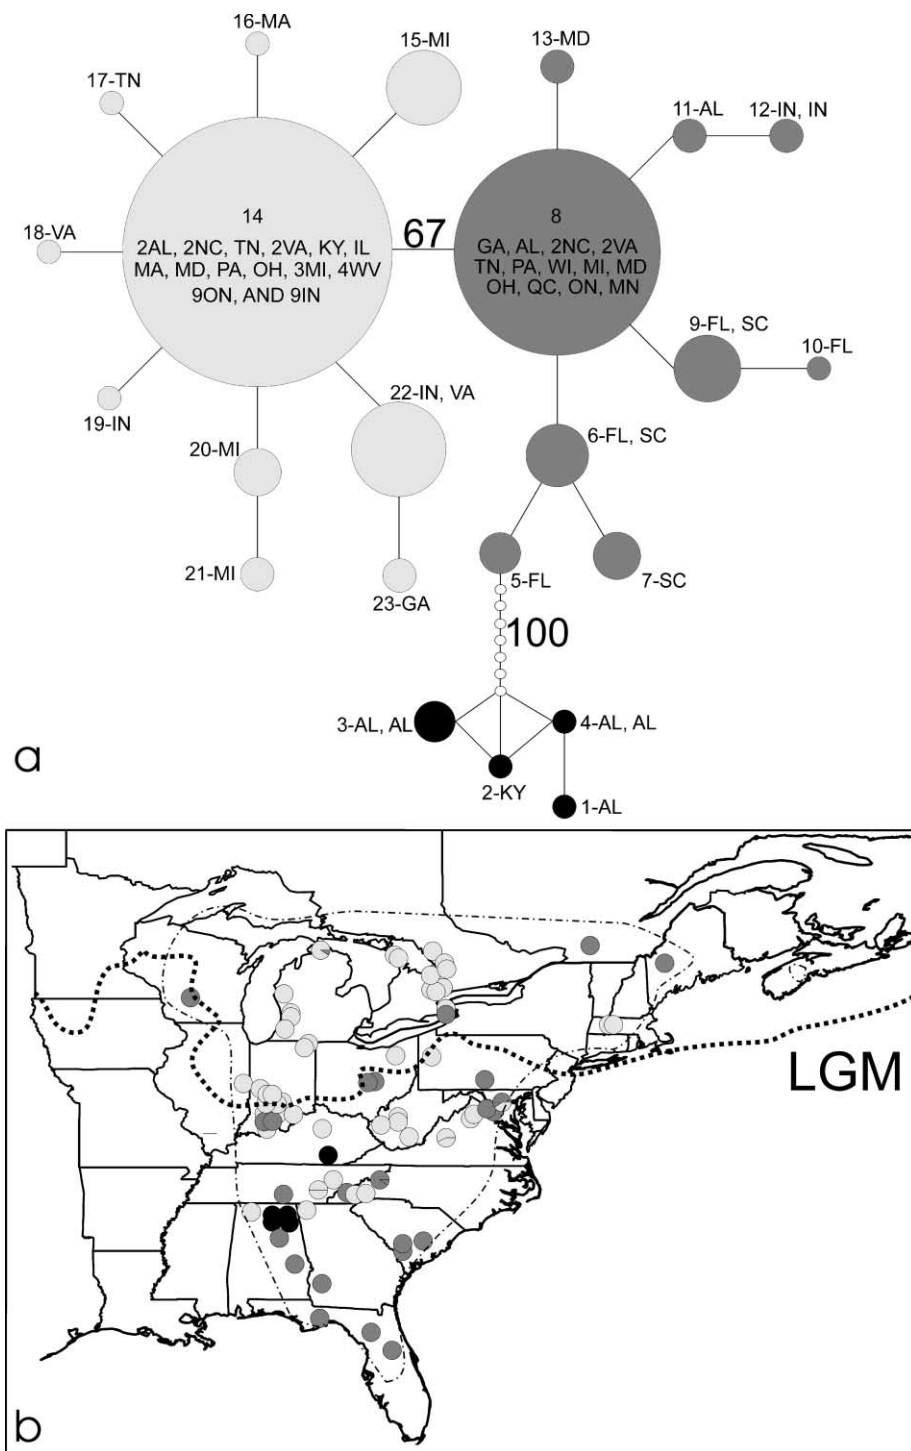 16-MA
15-MI
13-MD
17-TN
11-AL
12-IN, IN
14
2AL, 2NC, TN, 2VA, KY, IL
MA, MD, PA, OH, 3MI, 4WV
9ON, AND 9IN
67
8
GA, AL, 2NC, 2VA
TN, PA, WI, MI, MD
OH, QC, ON, MN
18-VA
9-FL, SC
10-FL
19-IN
22-IN, VA
20-MI
6-FL, SC
21-MI
23-GA
5-FL
7-SC
100
3-AL, AL
4-AL, AL
2-KY
1-AL
a
LGM
b